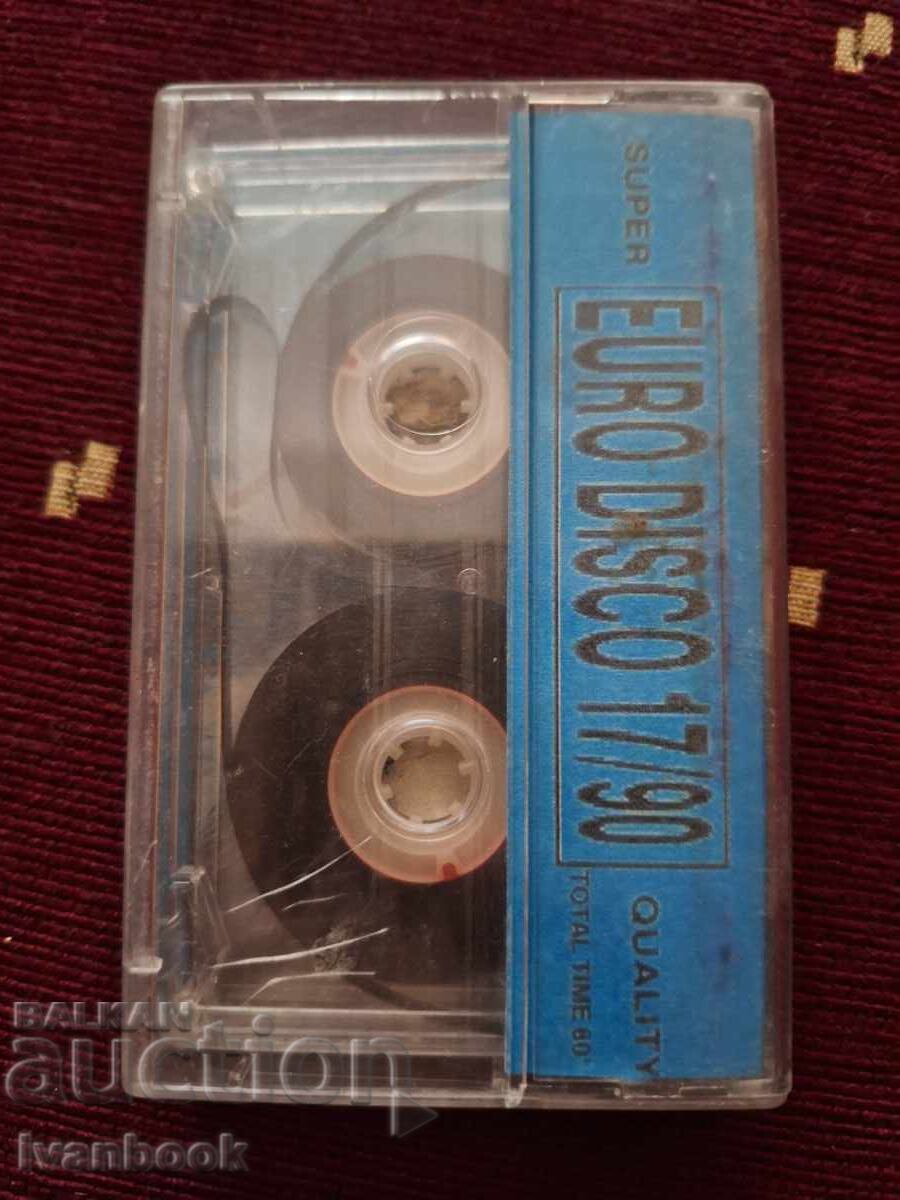 SUPER
EURO DISCO 17/90
QUALITY
TOTAL TIME 60'
BALKAN
auction
Ivanbook